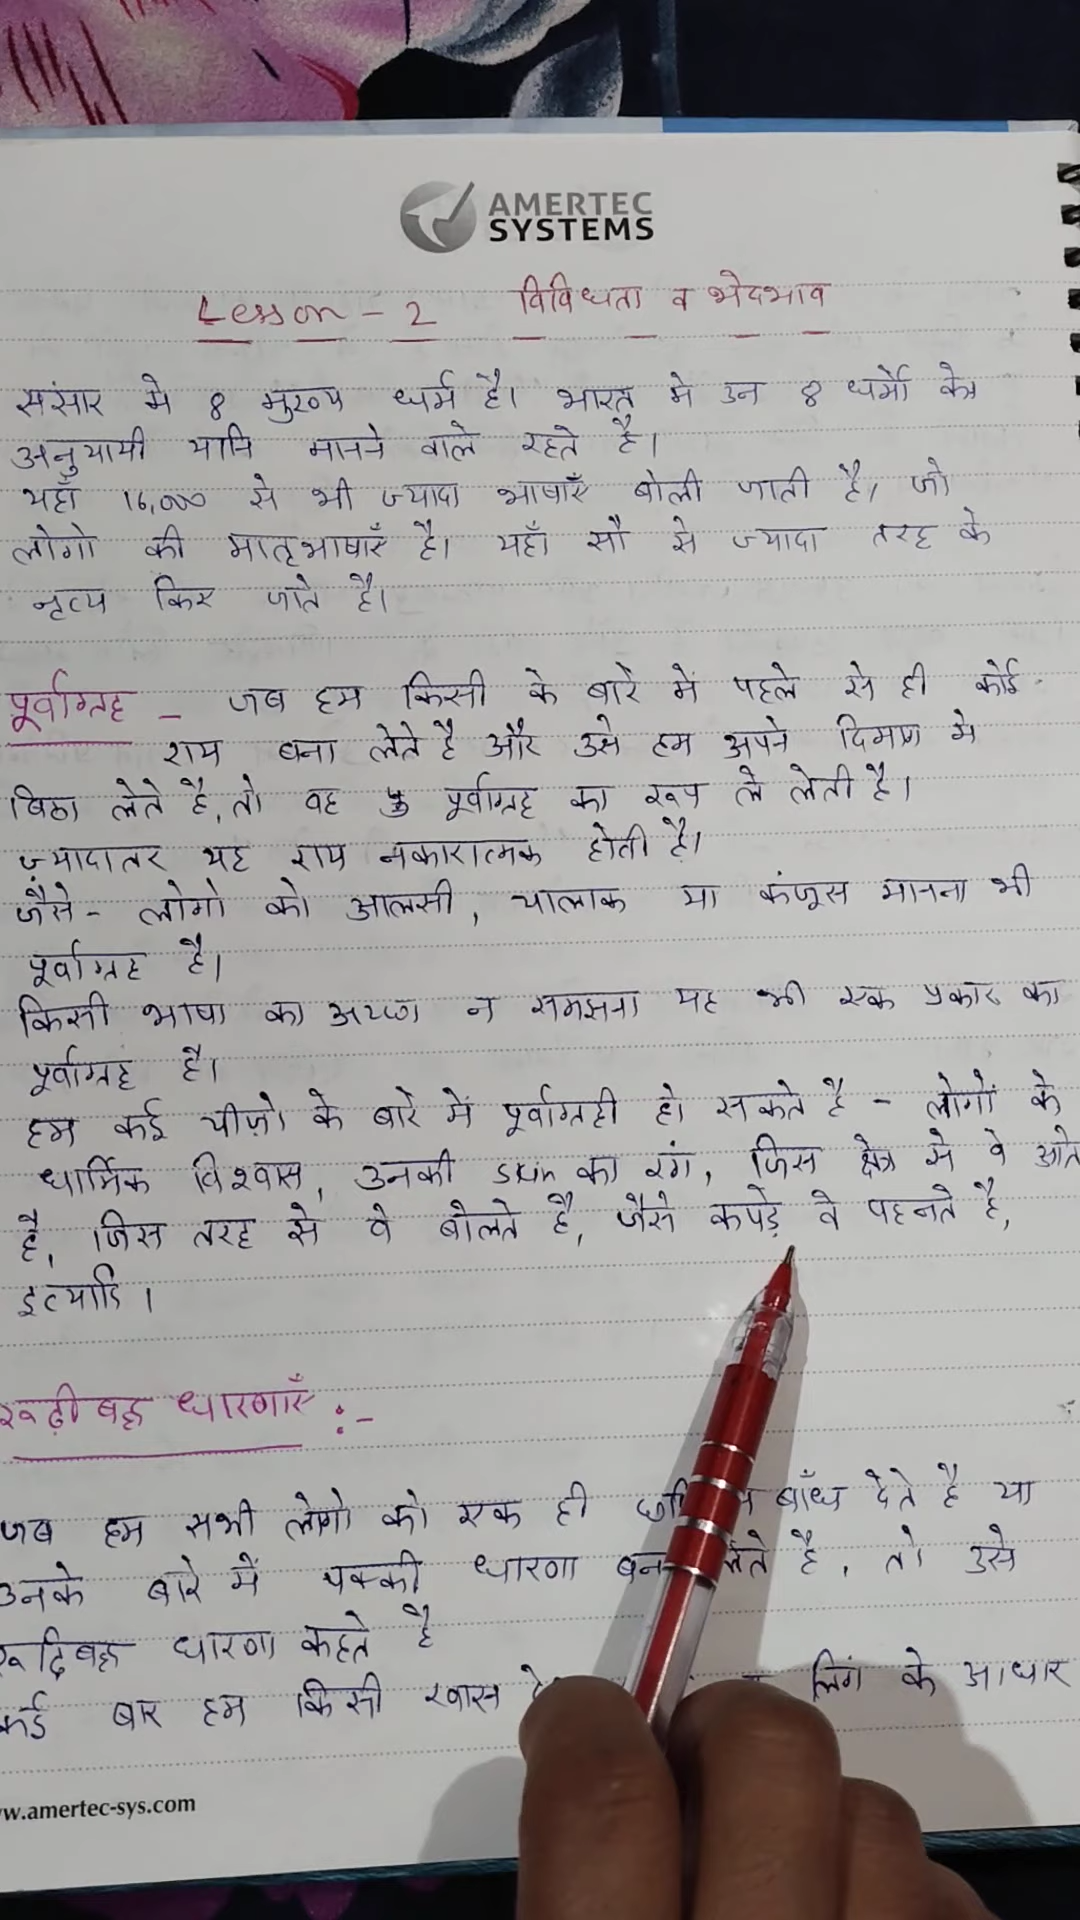 AMERTEC
SYSTEMS
Lesson - 2 विविधता व भेदभाव
संसार मे 8 मुख्य धर्म है। भारत मे उन 8 धर्मो के
अनुयायी यानि मानने वाले रहते है।
यहाँ 16,000 से भी ज्यादा भाषाएँ बोली जाती है, जो
लोगो की मातृभाषाएँ है। यहाँ सौ से ज्यादा तरह के
नृत्य किए जाते है।
पूर्वाग्रह - जब हम किसी के बारे मे पहले से ही कोई
राय बना लेते है और उसे हम अपने दिमाग मे
बिठा लेते है, तो वह पूर्वाग्रह का रूप ले लेती है।
ज़्यादातर यह राय नकारात्मक होती है।
जैसे - लोगो को आलसी, चालाक या कंजूस मानना भी
पूर्वाग्रह है।
किसी भाषा का अच्छा न समझना यह भी एक प्रकार का
पूर्वाग्रह है।
हम कई चीज़ो के बारे में पूर्वाग्रही हो सकते है - लोगों के
धार्मिक विश्वास, उनकी skin का रंग, जिस क्षेत्र से वे आते
है, जिस तरह से वे बोलते है, जैसे कपड़े वे पहनते है,
इत्यादि।
रूढ़ीबद्ध धारणाएँ :-
जब हम सभी लोगो को एक ही बाँध देते है या
उनके बारे में पक्की धारणा लेते है, तो उसे
रूढ़िबद्ध धारणा कहते है
कई बार हम किसी खास लिंग के आधार
w.amertec-sys.com